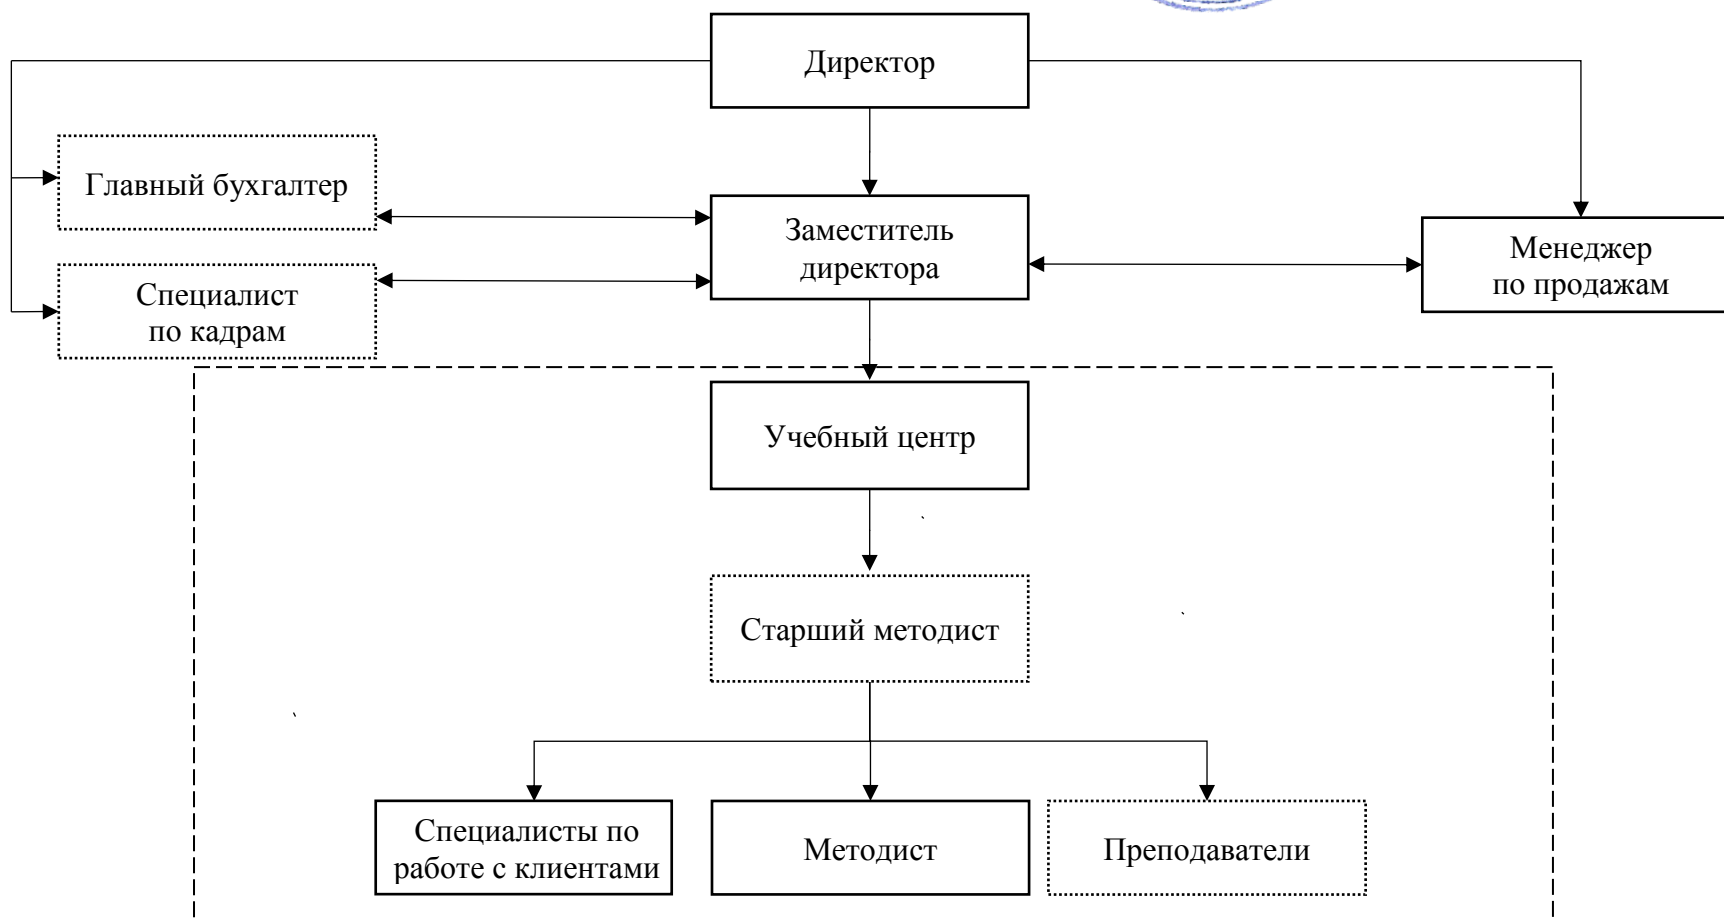 Директор
Главный бухгалтер
Заместитель
директора
Менеджер
по продажам
Специалист
по кадрам
Учебный центр
Старший методист
Специалисты по
работе с клиентами
Методист
Преподаватели